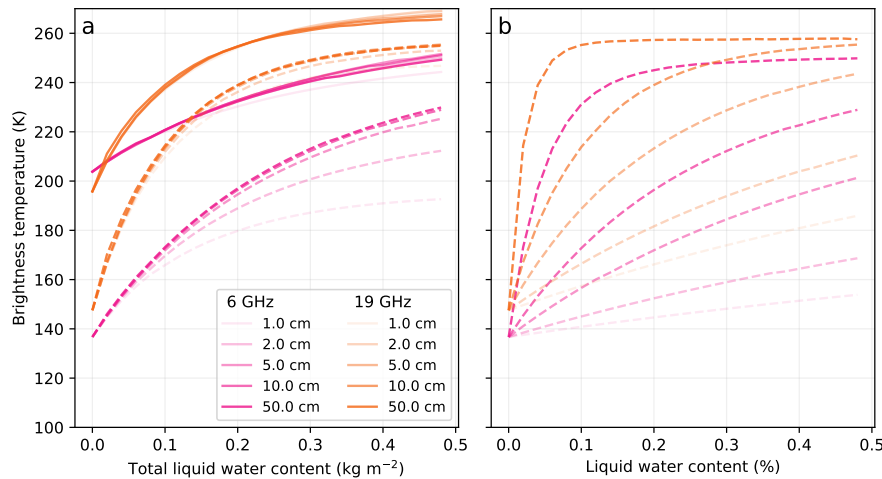 a
b
Brightness temperature (K)
260
240
220
200
180
160
140
120
100
6 GHz 19 GHz
1.0 cm 1.0 cm
2.0 cm 2.0 cm
5.0 cm 5.0 cm
10.0 cm 10.0 cm
50.0 cm 50.0 cm
0.0 0.1 0.2 0.3 0.4 0.5
0.0 0.1 0.2 0.3 0.4 0.5
Total liquid water content (kg m⁻²)
Liquid water content (%)